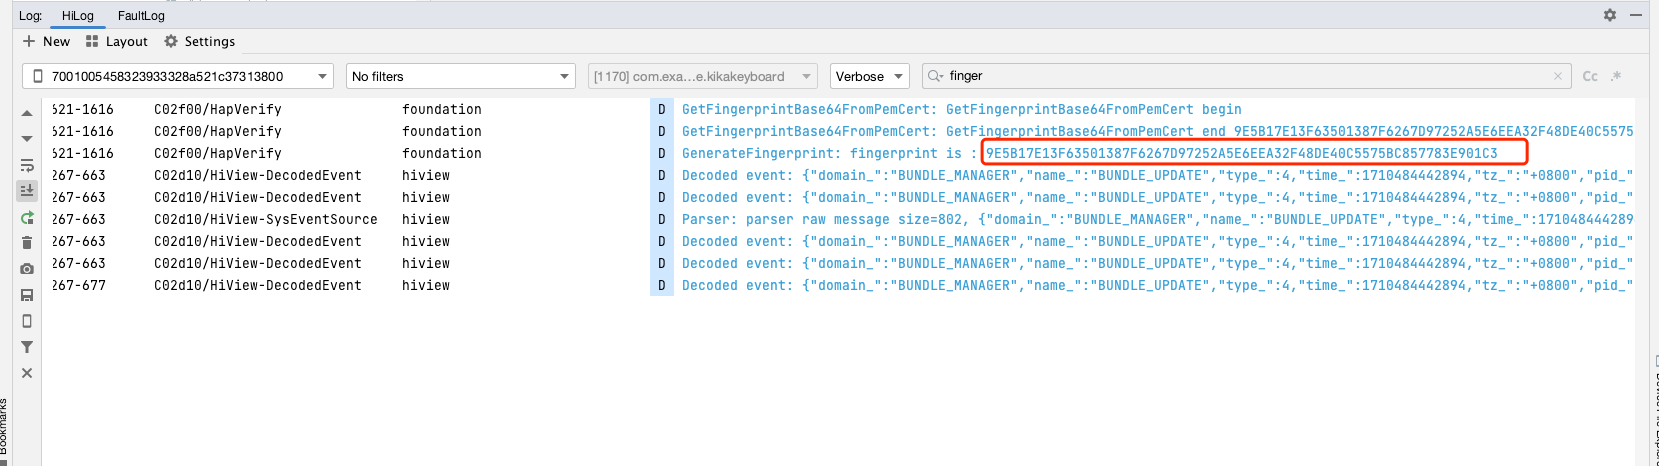 Log: HiLog FaultLog
New Layout Settings
7001005458323933328a521c37313800 No filters [1170] com.exa...e.kikakeyboard Verbose finger Cc .*
621-1616 C02f00/HapVerify foundation D GetFingerprintBase64FromPemCert: GetFingerprintBase64FromPemCert begin
621-1616 C02f00/HapVerify foundation D GetFingerprintBase64FromPemCert: GetFingerprintBase64FromPemCert end 9E5B17E13F63501387F6267D97252A5E6EEA32F48DE40C5575
621-1616 C02f00/HapVerify foundation D GenerateFingerprint: fingerprint is : 9E5B17E13F63501387F6267D97252A5E6EEA32F48DE40C5575BC857783E901C3
267-663 C02d10/HiView-DecodedEvent hiview D Decoded event: {"domain_":"BUNDLE_MANAGER","name_":"BUNDLE_UPDATE","type_":4,"time_":1710484442894,"tz_":"+0800","pid_"
267-663 C02d10/HiView-DecodedEvent hiview D Decoded event: {"domain_":"BUNDLE_MANAGER","name_":"BUNDLE_UPDATE","type_":4,"time_":1710484442894,"tz_":"+0800","pid_"
267-663 C02d10/HiView-SysEventSource hiview D Parser: parser raw message size=802, {"domain_":"BUNDLE_MANAGER","name_":"BUNDLE_UPDATE","type_":4,"time_":17104844428９
267-663 C02d10/HiView-DecodedEvent hiview D Decoded event: {"domain_":"BUNDLE_MANAGER","name_":"BUNDLE_UPDATE","type_":4,"time_":1710484442894,"tz_":"+0800","pid_"
267-663 C02d10/HiView-DecodedEvent hiview D Decoded event: {"domain_":"BUNDLE_MANAGER","name_":"BUNDLE_UPDATE","type_":4,"time_":1710484442894,"tz_":"+0800","pid_"
267-677 C02d10/HiView-DecodedEvent hiview D Decoded event: {"domain_":"BUNDLE_MANAGER","name_":"BUNDLE_UPDATE","type_":4,"time_":1710484442894,"tz_":"+0800","pid_"
Bookmarks